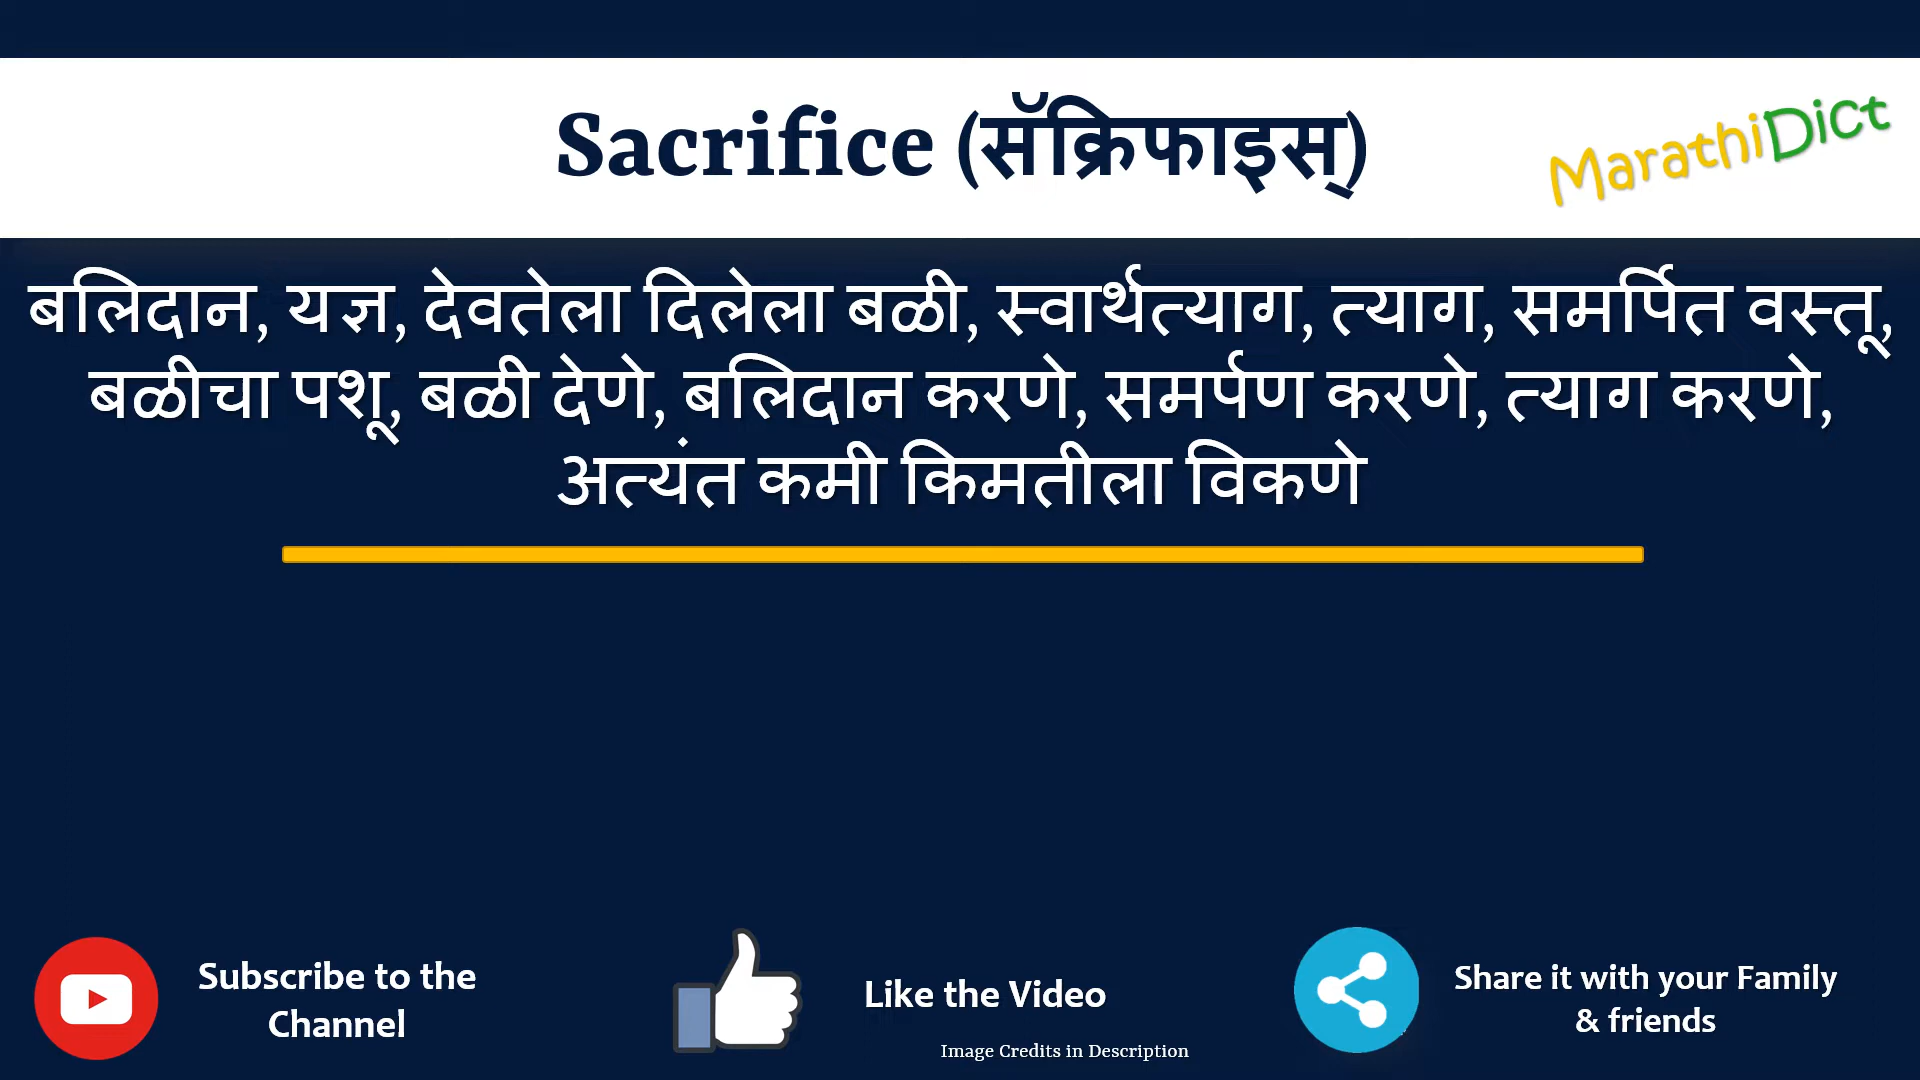 Sacrifice (सॅक्रिफाइस्)
MarathiDict
बलिदान, यज्ञ, देवतेला दिलेला बळी, स्वार्थत्याग, त्याग, समर्पित वस्तू,
बळीचा पशू, बळी देणे, बलिदान करणे, समर्पण करणे, त्याग करणे,
अत्यंत कमी किमतीला विकणे
Subscribe to the
Channel
Like the Video
Share it with your Family
& friends
Image Credits in Description